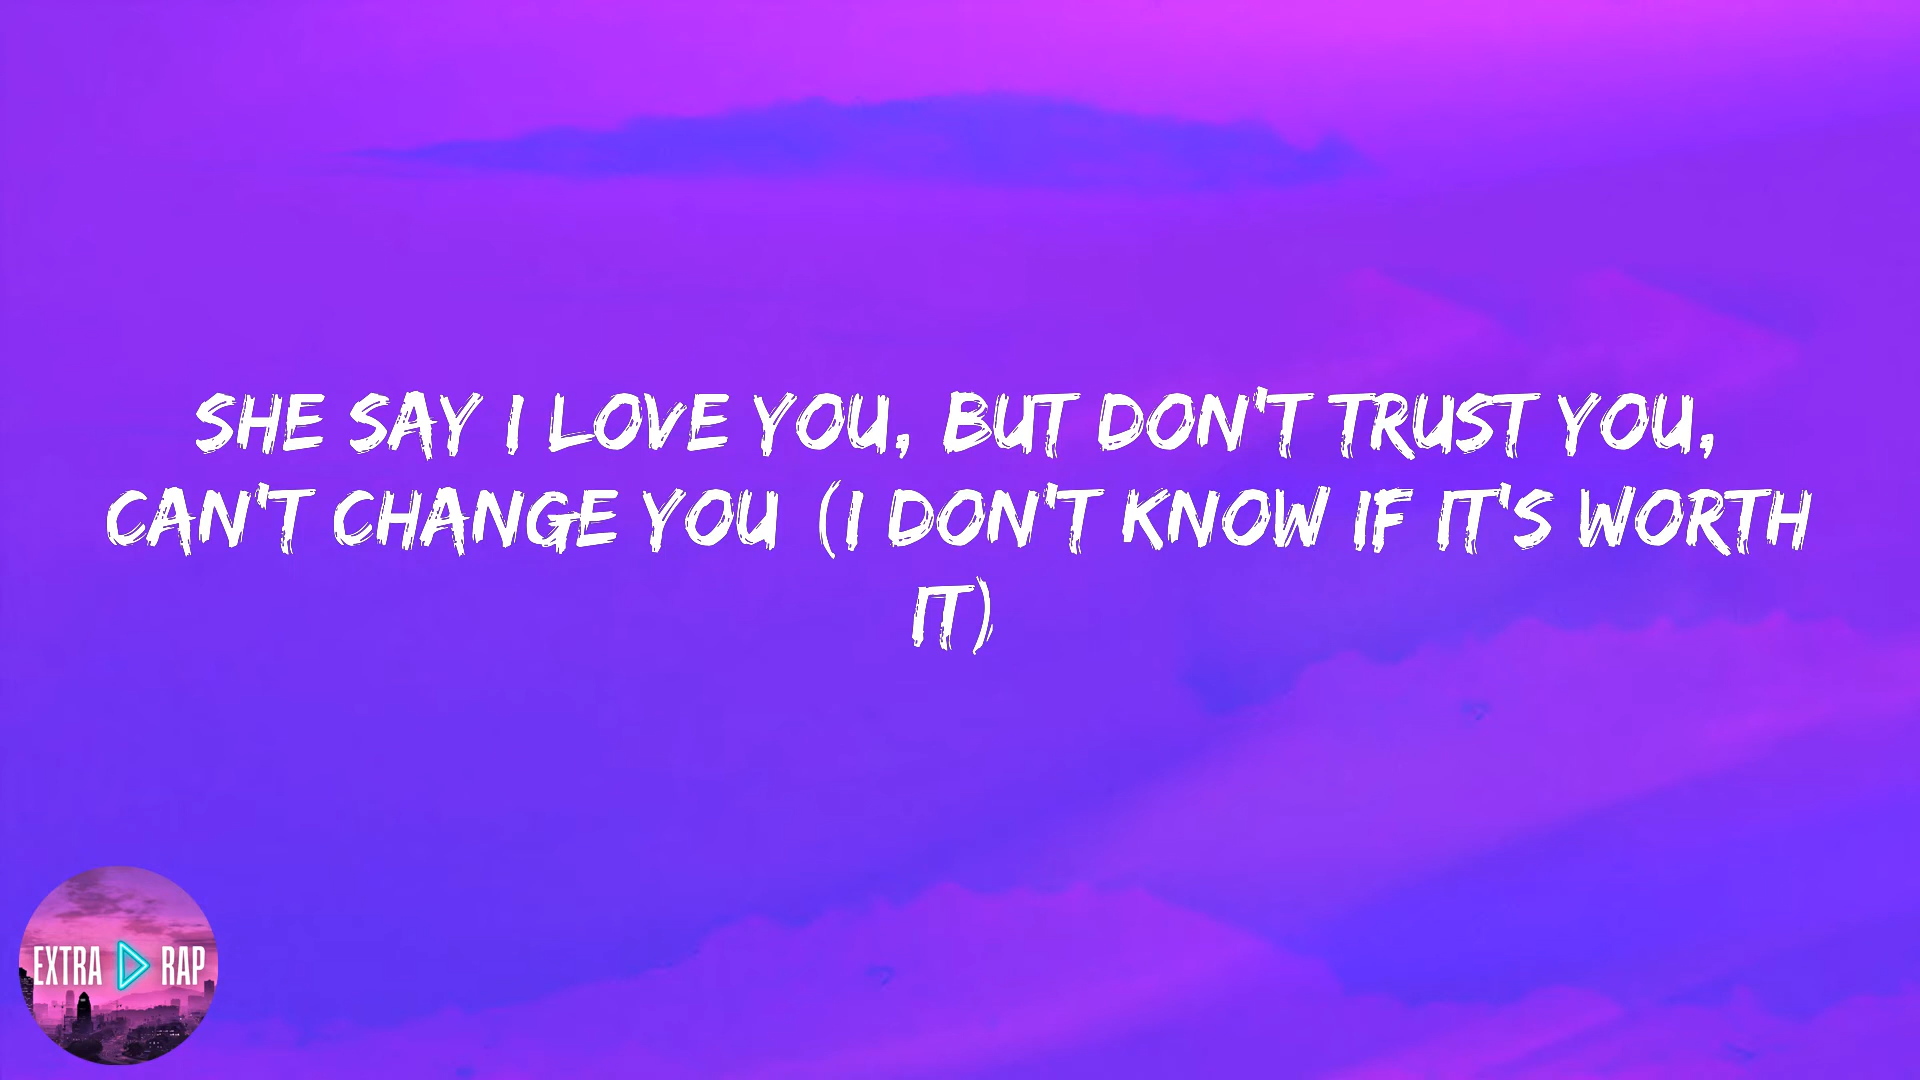 SHE SAY I LOVE YOU, BUT DON'T TRUST YOU,
CAN'T CHANGE YOU (I DON'T KNOW IF IT'S WORTH
IT)
EXTRA RAP